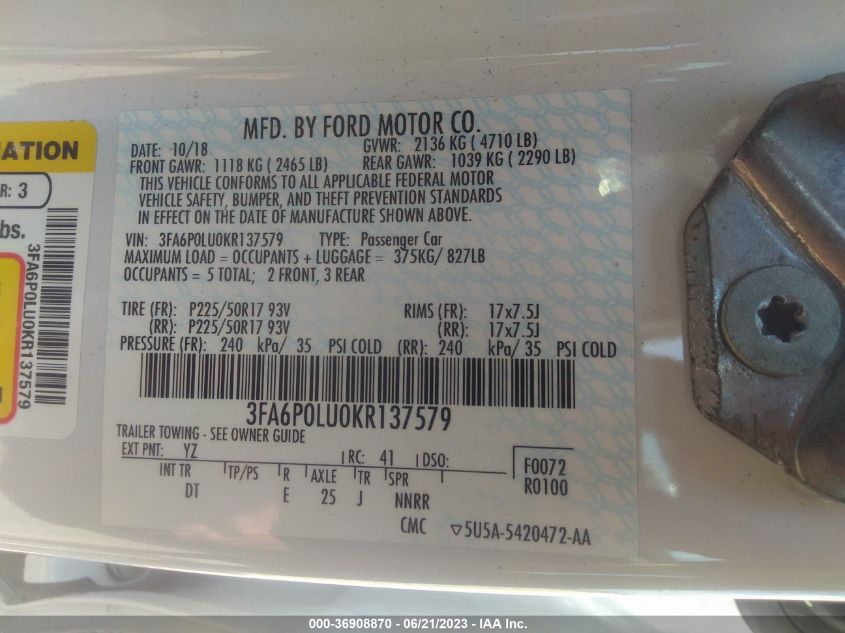 MFD. BY FORD MOTOR CO.
DATE: 10/18 GVWR: 2136 KG ( 4710 LB)
FRONT GAWR: 1118 KG ( 2465 LB) REAR GAWR: 1039 KG ( 2290 LB)
THIS VEHICLE CONFORMS TO ALL APPLICABLE FEDERAL MOTOR
VEHICLE SAFETY, BUMPER, AND THEFT PREVENTION STANDARDS
IN EFFECT ON THE DATE OF MANUFACTURE SHOWN ABOVE.
VIN: 3FA6P0LU0KR137579 TYPE: Passenger Car
MAXIMUM LOAD = OCCUPANTS + LUGGAGE = 375KG/ 827LB
OCCUPANTS = 5 TOTAL; 2 FRONT, 3 REAR
TIRE (FR): P225/50R17 93V RIMS (FR): 17x7.5J
(RR): P225/50R17 93V (RR): 17x7.5J
PRESSURE (FR): 240 kPa/ 35 PSI COLD (RR): 240 kPa/ 35 PSI COLD
3FA6P0LU0KR137579
TRAILER TOWING - SEE OWNER GUIDE
EXT PNT: YZ RC: 41 DSO: F0072
INT TR TP/PS R AXLE TR SPR R0100
DT E 25 J NNRR
CMC ▽5U5A-5420472-AA
MATION
R: 3
bs.
3FA6P0LU0KR137579
000-36908870 - 06/21/2023 - IAA Inc.